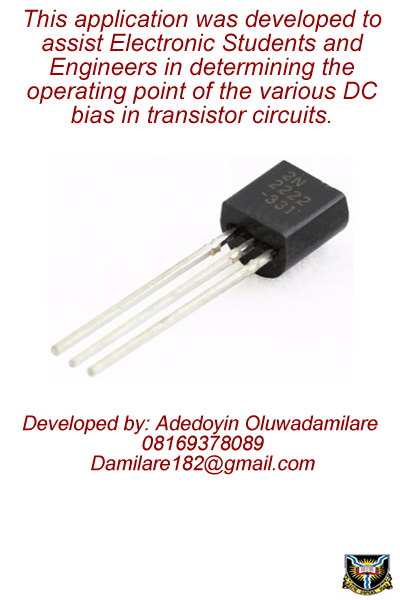 This application was developed to
assist Electronic Students and
Engineers in determining the
operating point of the various DC
bias in transistor circuits.
2N
2222
-331
Developed by: Adedoyin Oluwadamilare
08169378089
Damilare182@gmail.com